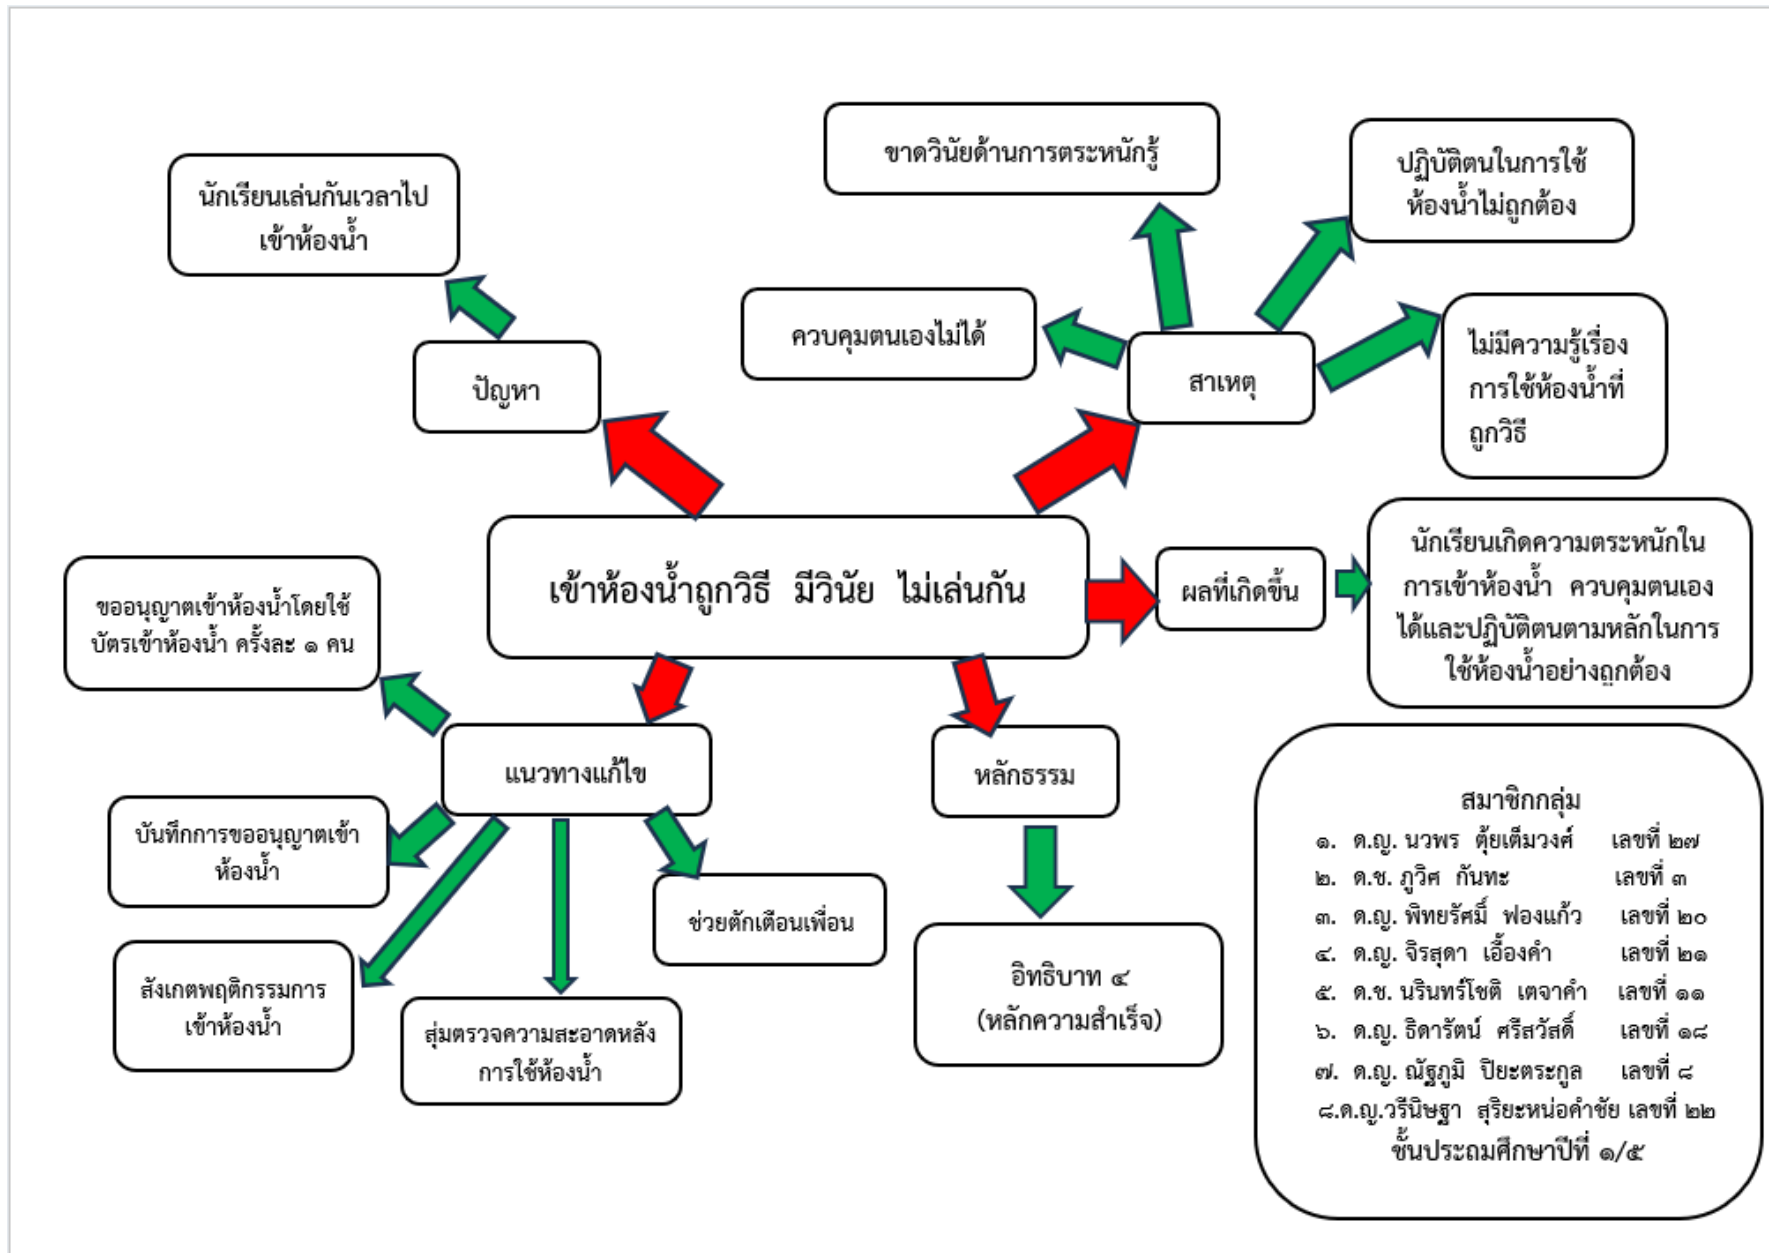 นักเรียนเล่นกันเวลาไป
เข้าห้องน้ำ
ปัญหา
ขาดวินัยด้านการตระหนักรู้
ปฏิบัติตนในการใช้
ห้องน้ำไม่ถูกต้อง
ควบคุมตนเองไม่ได้
สาเหตุ
ไม่มีความรู้เรื่อง
การใช้ห้องน้ำที่
ถูกวิธี
เข้าห้องน้ำถูกวิธี มีวินัย ไม่เล่นกัน
ผลที่เกิดขึ้น
นักเรียนเกิดความตระหนักใน
การเข้าห้องน้ำ ควบคุมตนเอง
ได้และปฏิบัติตนตามหลักในการ
ใช้ห้องน้ำอย่างถูกต้อง
ขออนุญาตเข้าห้องน้ำโดยใช้
บัตรเข้าห้องน้ำ ครั้งละ ๑ คน
แนวทางแก้ไข
บันทึกการขออนุญาตเข้า
ห้องน้ำ
สังเกตพฤติกรรมการ
เข้าห้องน้ำ
สุ่มตรวจความสะอาดหลัง
การใช้ห้องน้ำ
ช่วยตักเตือนเพื่อน
หลักธรรม
อิทธิบาท ๔
(หลักความสำเร็จ)
สมาชิกกลุ่ม
๑. ด.ญ. นวพร ตุ้ยเต็มวงศ์ เลขที่ ๒๗
๒. ด.ช. ภูวิศ กันทะ เลขที่ ๓
๓. ด.ญ. พิทยรัศมิ์ ฟองแก้ว เลขที่ ๒๐
๔. ด.ญ. จิรสุดา เอื้องคำ เลขที่ ๒๑
๕. ด.ช. นรินทร์โชติ เตจาคำ เลขที่ ๑๑
๖. ด.ญ. ธิดารัตน์ ศรีสวัสดิ์ เลขที่ ๑๘
๗. ด.ญ. ณัฐภูมิ ปิยะตระกูล เลขที่ ๘
๘.ด.ญ.วรีนิษฐา สุริยะหน่อคำชัย เลขที่ ๒๒
ชั้นประถมศึกษาปีที่ ๑/๕